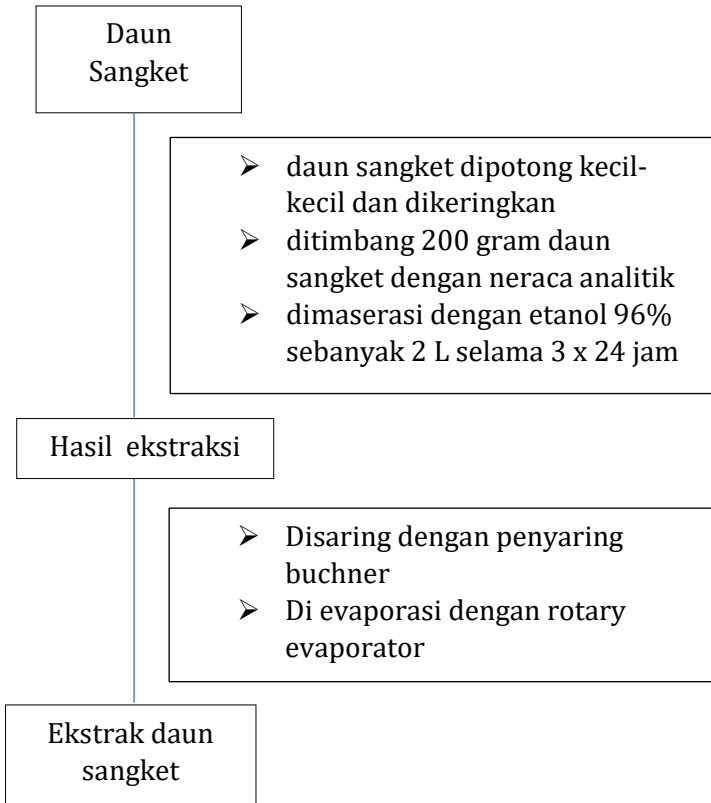 Daun
Sangket
➢ daun sangket dipotong kecil-
kecil dan dikeringkan
➢ ditimbang 200 gram daun
sangket dengan neraca analitik
➢ dimaserasi dengan etanol 96%
sebanyak 2 L selama 3 x 24 jam
Hasil ekstraksi
➢ Disaring dengan penyaring
buchner
➢ Di evaporasi dengan rotary
evaporator
Ekstrak daun
sangket